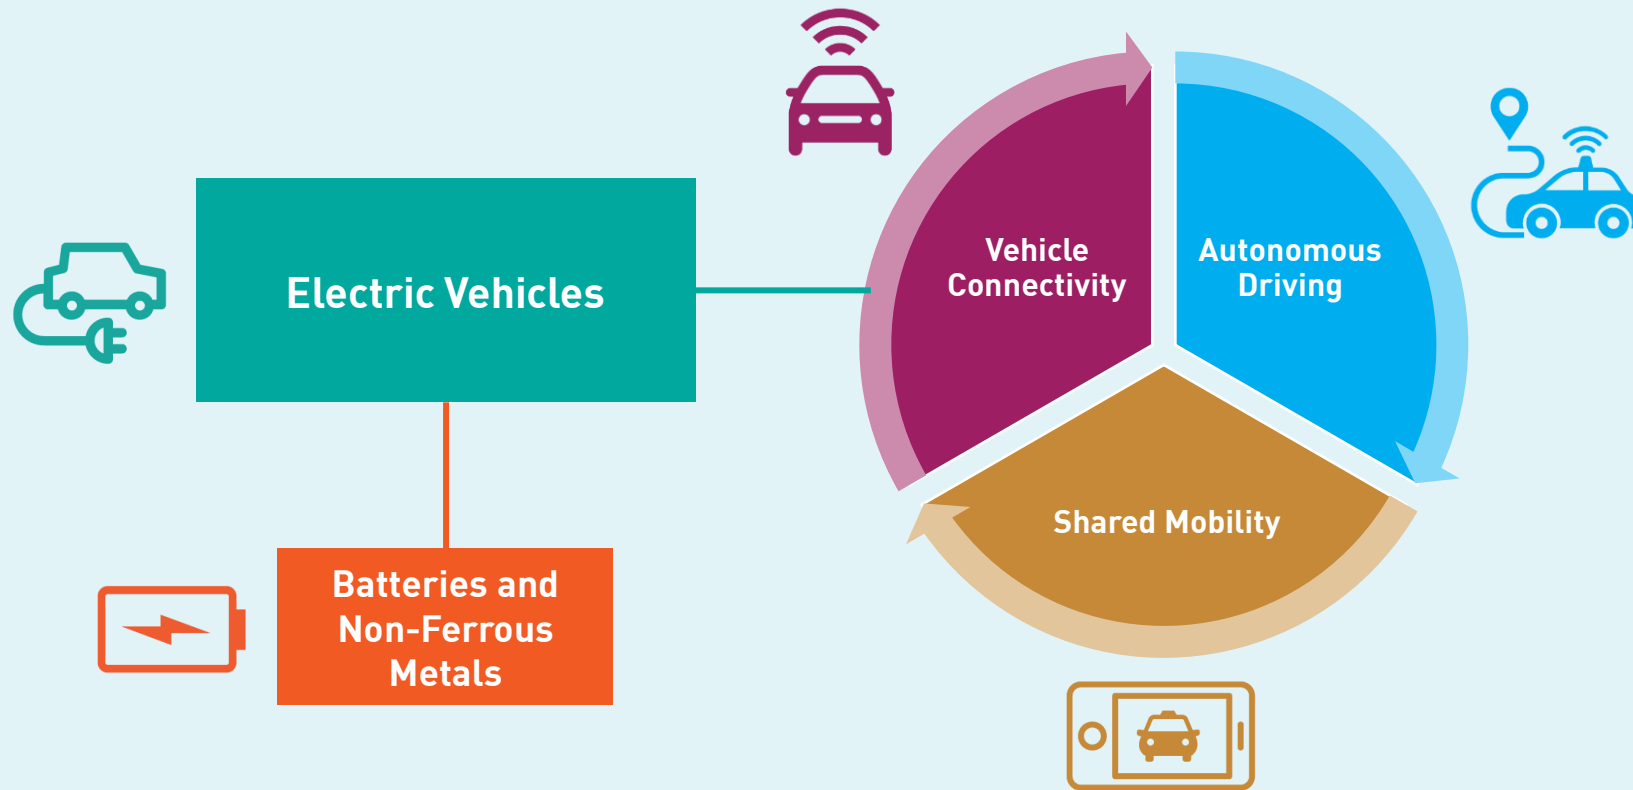 Electric Vehicles
Batteries and
Non-Ferrous
Metals
Vehicle
Connectivity
Autonomous
Driving
Shared Mobility